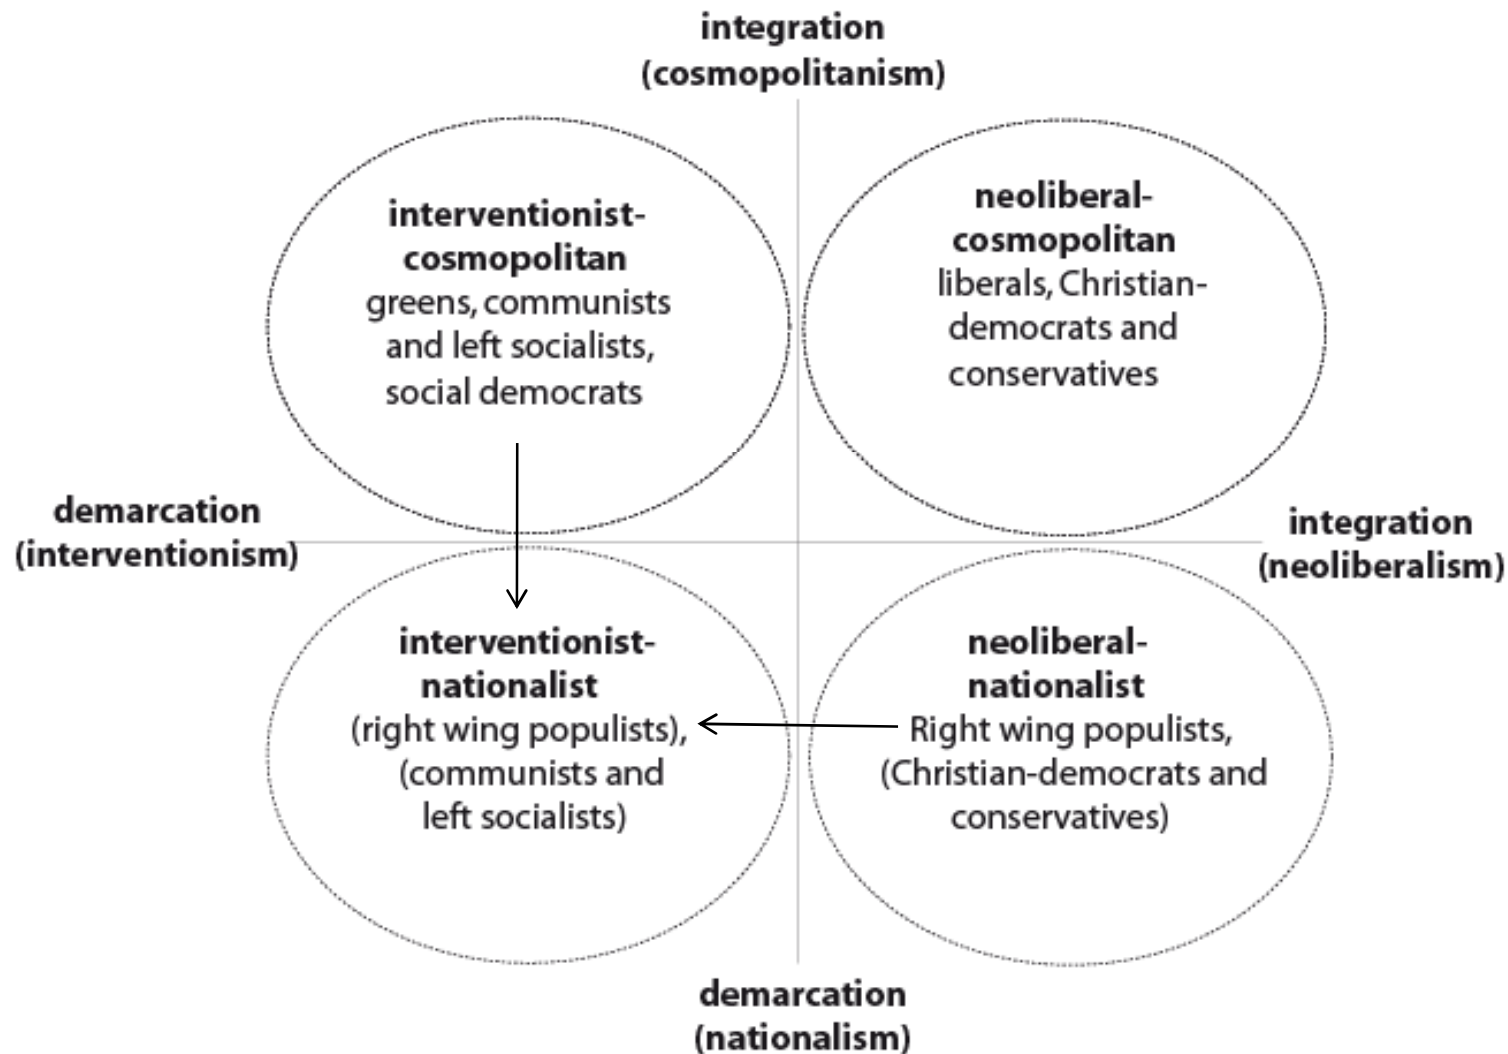 integration
(cosmopolitanism)
interventionist-
cosmopolitan
greens, communists
and left socialists,
social democrats
neoliberal-
cosmopolitan
liberals, Christian-
democrats and
conservatives
demarcation
(interventionism)
integration
(neoliberalism)
interventionist-
nationalist
(right wing populists),
(communists and
left socialists)
neoliberal-
nationalist
Right wing populists,
(Christian-democrats and
conservatives)
demarcation
(nationalism)